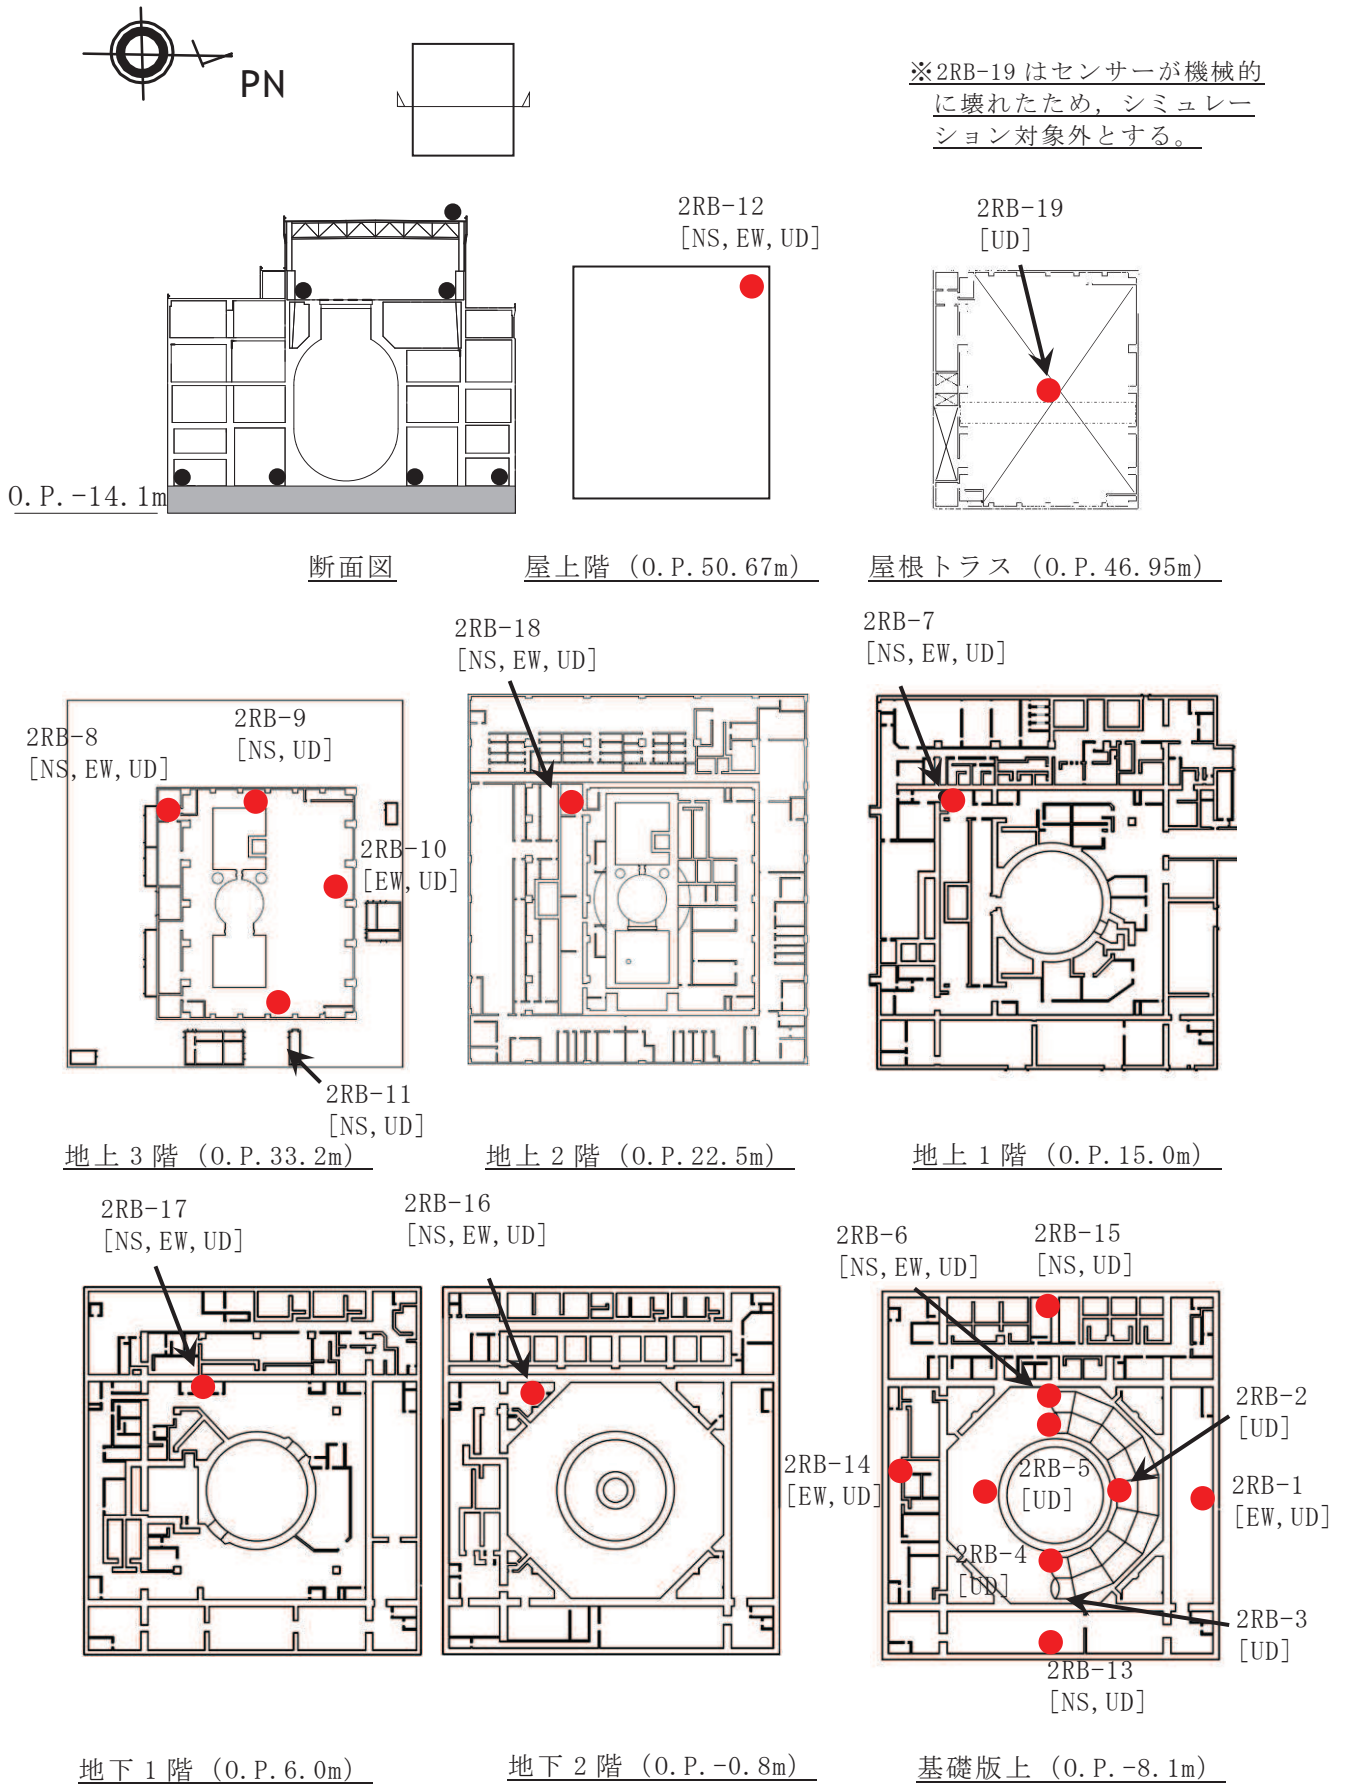 PN
※2RB-19 はセンサーが機械的
に壊れたため，シミュレー
ション対象外とする。
2RB-12
[NS, EW, UD]
2RB-19
[UD]
O.P.-14.1m
断面図
屋上階（O.P.50.67m）
屋根トラス（O.P.46.95m）
2RB-8
[NS, EW, UD]
2RB-9
[NS, UD]
2RB-10
[EW, UD]
2RB-11
[NS, UD]
2RB-18
[NS, EW, UD]
2RB-7
[NS, EW, UD]
地上 3 階（O.P.33.2m）
地上 2 階（O.P.22.5m）
地上 1 階（O.P.15.0m）
2RB-17
[NS, EW, UD]
2RB-16
[NS, EW, UD]
2RB-6
[NS, EW, UD]
2RB-15
[NS, UD]
2RB-2
[UD]
2RB-14
[EW, UD]
2RB-5
[UD]
2RB-1
[EW, UD]
2RB-4
[UD]
2RB-3
[UD]
2RB-13
[NS, UD]
地下 1 階（O.P.6.0m）
地下 2 階（O.P.-0.8m）
基礎版上（O.P.-8.1m）